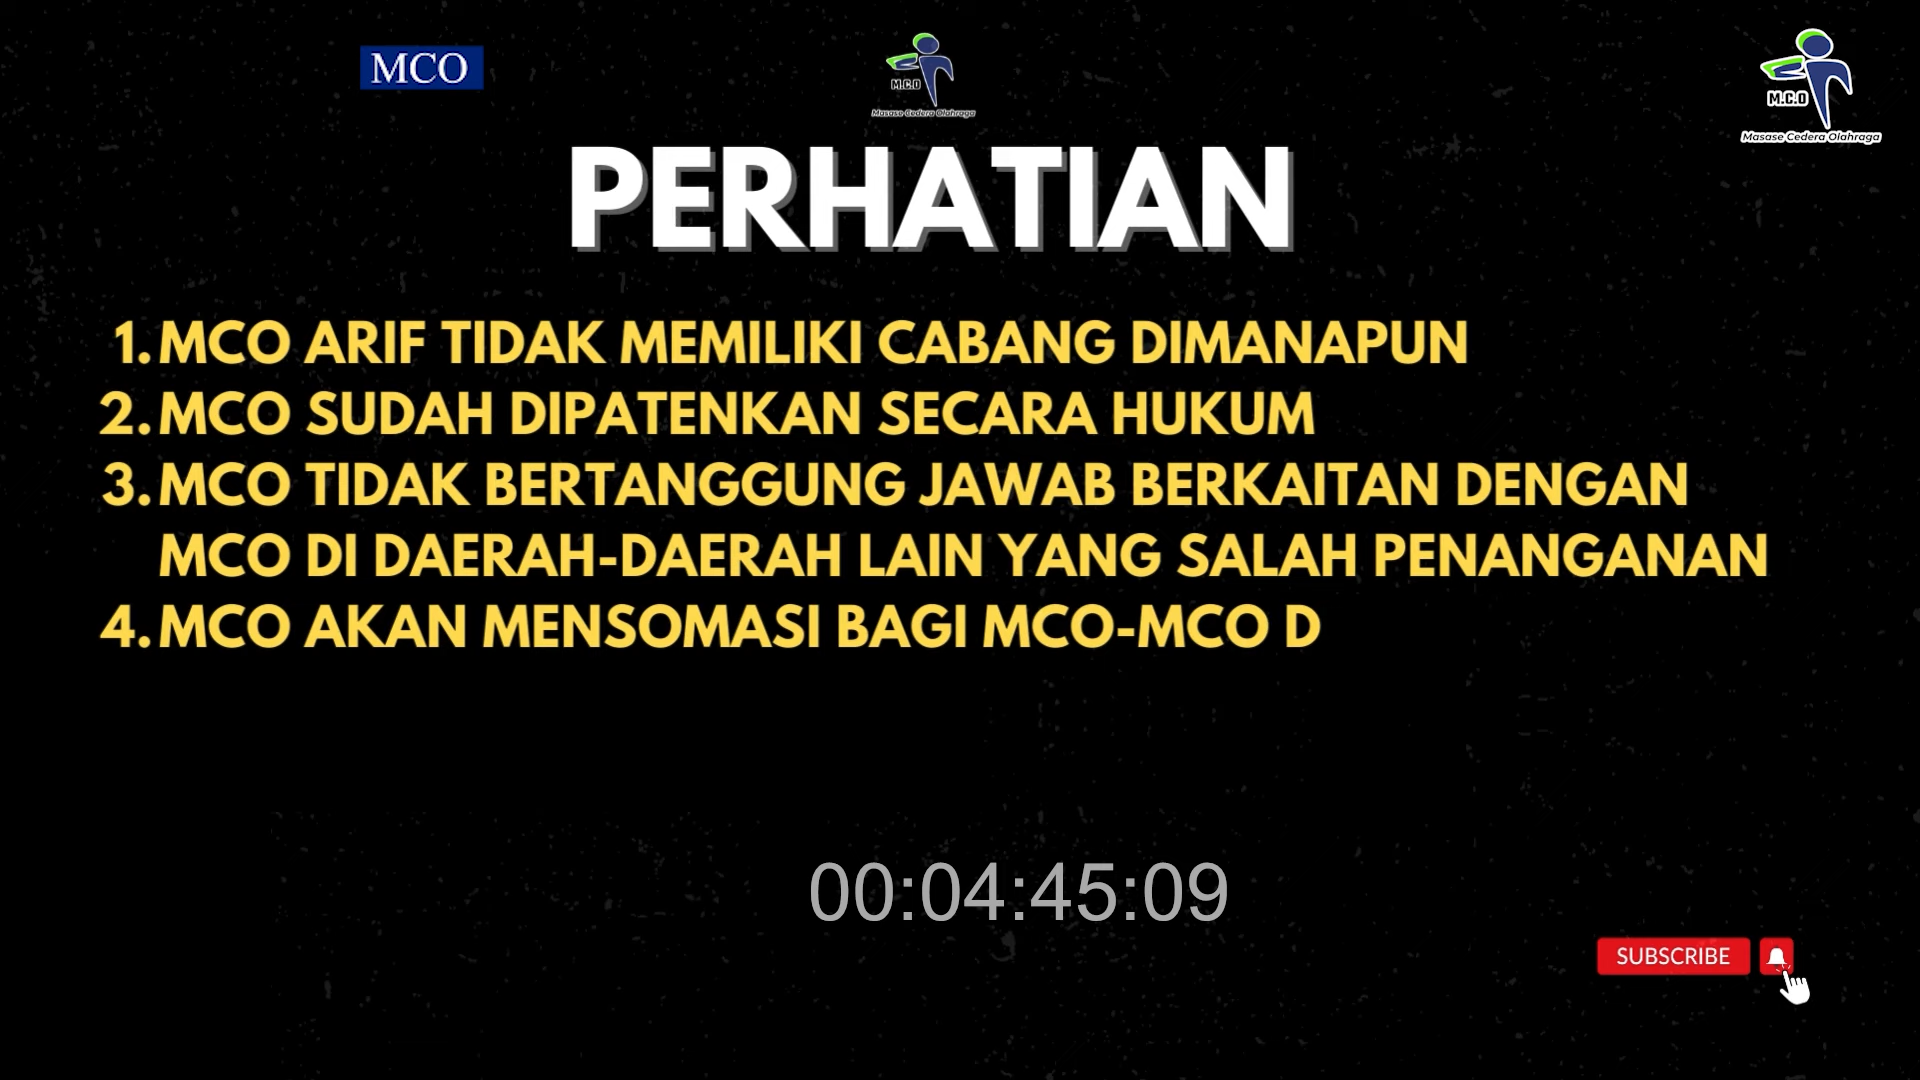 MCO
M.C.O
Masase Cedera Olahraga
M.C.O
Masase Cedera Olahraga
PERHATIAN
1. MCO ARIF TIDAK MEMILIKI CABANG DIMANAPUN
2. MCO SUDAH DIPATENKAN SECARA HUKUM
3. MCO TIDAK BERTANGGUNG JAWAB BERKAITAN DENGAN
MCO DI DAERAH-DAERAH LAIN YANG SALAH PENANGANAN
4. MCO AKAN MENSOMASI BAGI MCO-MCO D
00:04:45:09
SUBSCRIBE